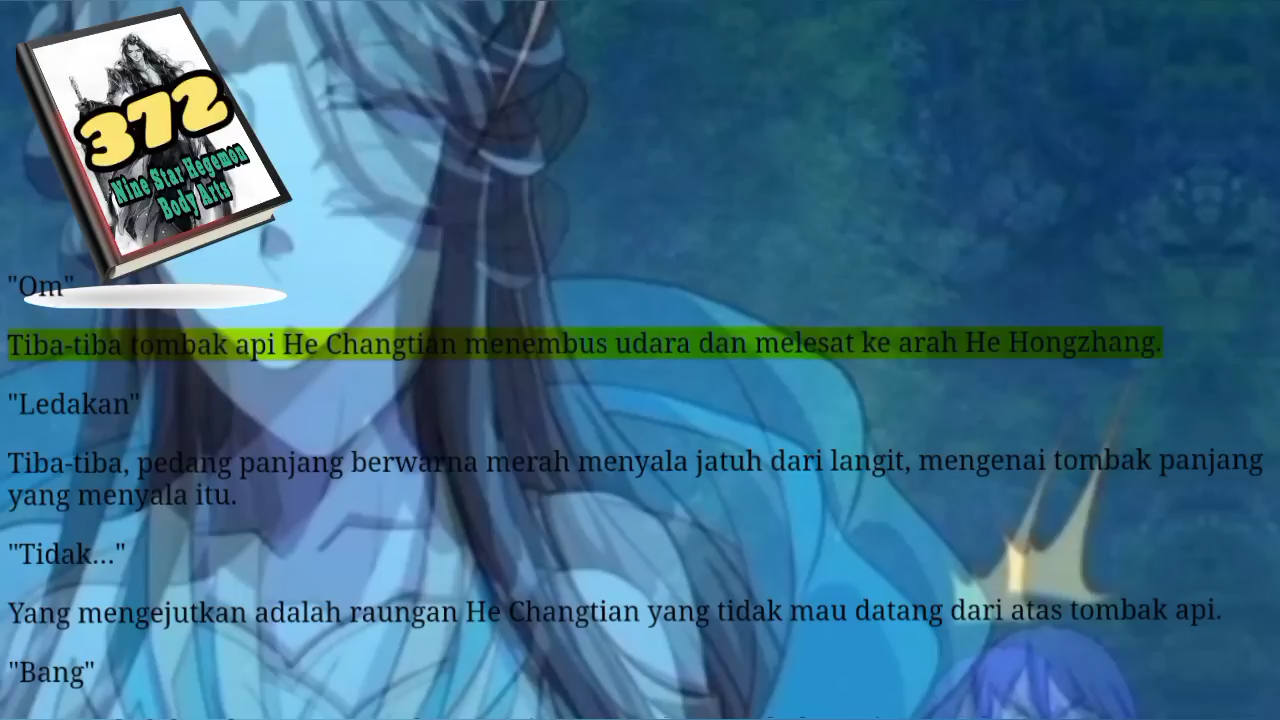 372
Nine Star Hegemon
Body Arts
"Om"
Tiba-tiba tombak api He Changtian menembus udara dan melesat ke arah He Hongzhang.
"Ledakan"
Tiba-tiba, pedang panjang berwarna merah menyala jatuh dari langit, mengenai tombak panjang
yang menyala itu.
"Tidak..."
Yang mengejutkan adalah raungan He Changtian yang tidak mau datang dari atas tombak api.
"Bang"